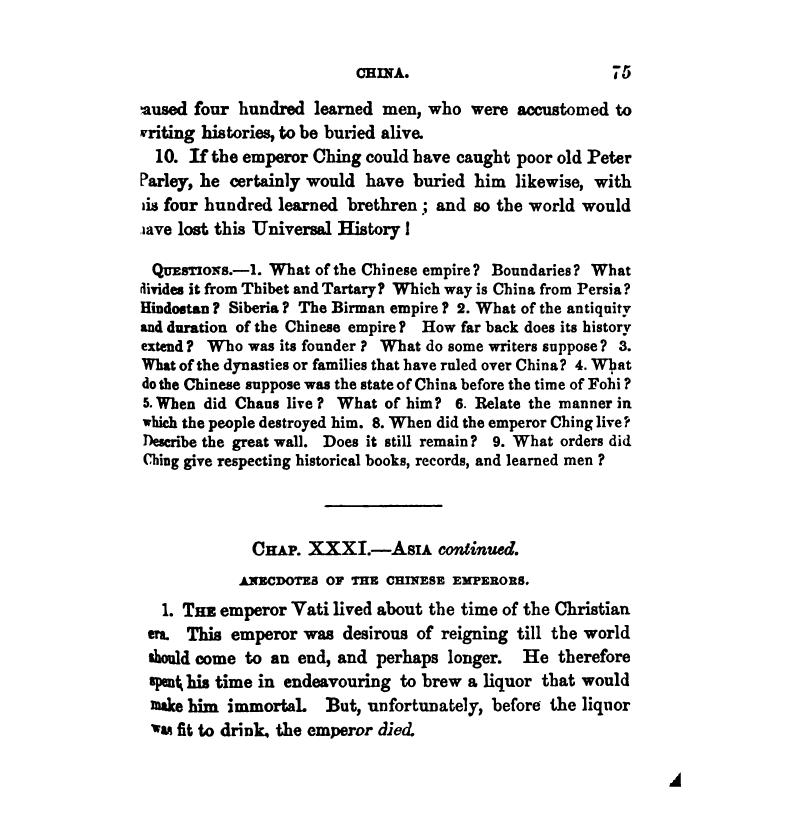 CHINA. 75
caused four hundred learned men, who were accustomed to
writing histories, to be buried alive.
10. If the emperor Ching could have caught poor old Peter
Parley, he certainly would have buried him likewise, with
his four hundred learned brethren; and so the world would
have lost this Universal History!
QUESTIONS.—1. What of the Chinese empire? Boundaries? What
divides it from Thibet and Tartary? Which way is China from Persia?
Hindostan? Siberia? The Birman empire? 2. What of the antiquity
and duration of the Chinese empire? How far back does its history
extend? Who was its founder? What do some writers suppose? 3.
What of the dynasties or families that have ruled over China? 4. What
do the Chinese suppose was the state of China before the time of Fohi?
5. When did Chaus live? What of him? 6. Relate the manner in
which the people destroyed him. 8. When did the emperor Ching live?
Describe the great wall. Does it still remain? 9. What orders did
Ching give respecting historical books, records, and learned men?
CHAP. XXXI.—ASIA continued.
ANECDOTES OF THE CHINESE EMPERORS.
1. THE emperor Vati lived about the time of the Christian
era. This emperor was desirous of reigning till the world
should come to an end, and perhaps longer. He therefore
spent his time in endeavouring to brew a liquor that would
make him immortal. But, unfortunately, before the liquor
was fit to drink, the emperor died.